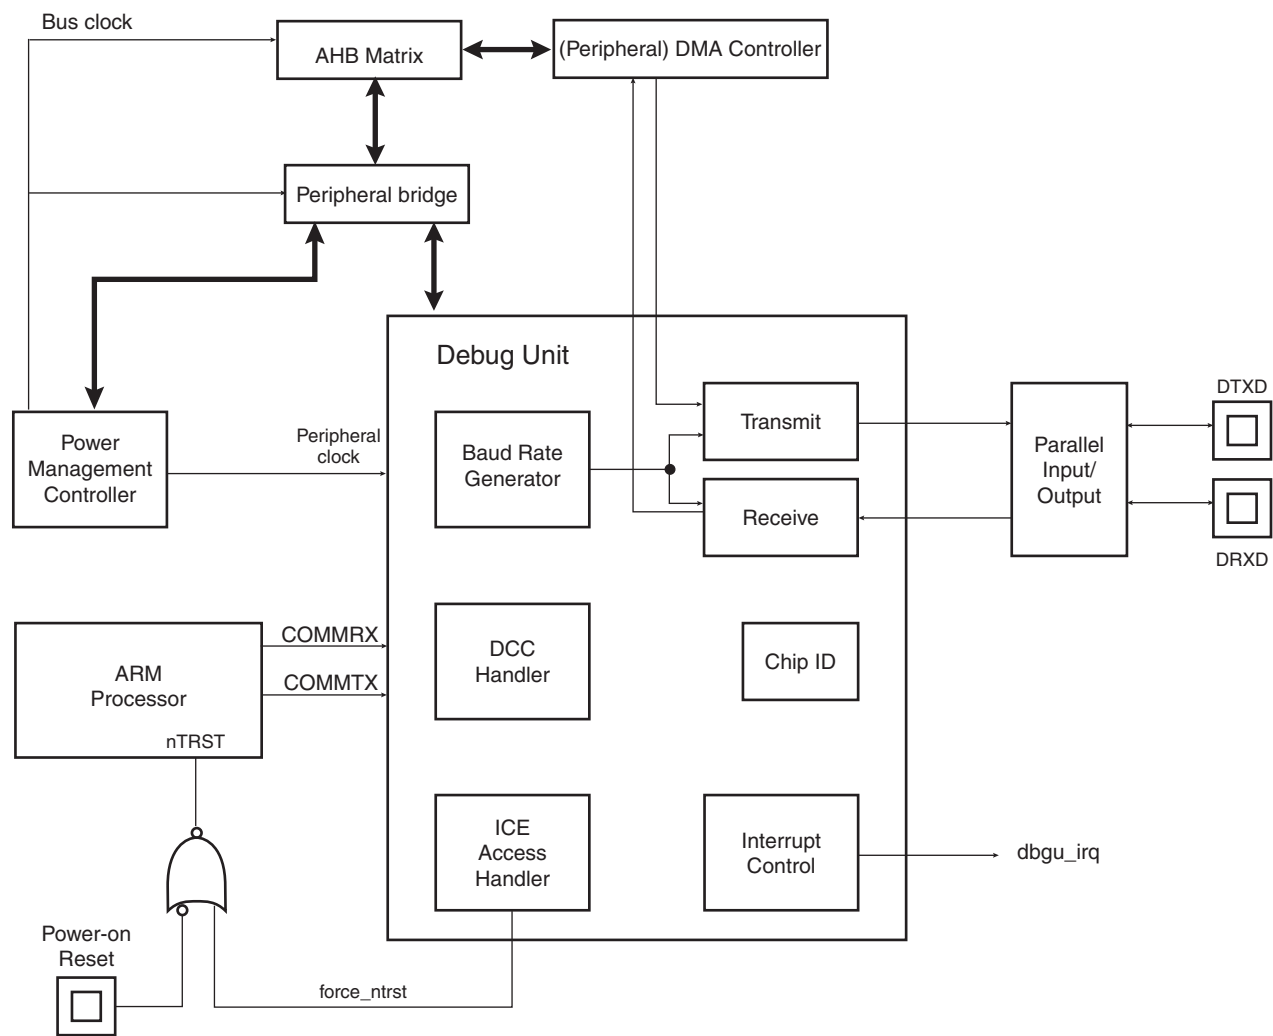 Bus clock
AHB Matrix
(Peripheral) DMA Controller
Peripheral bridge
Debug Unit
Power
Management
Controller
Peripheral
clock
Baud Rate
Generator
Transmit
Receive
Parallel
Input/
Output
DTXD
DRXD
ARM
Processor
nTRST
COMMRX
COMMTX
DCC
Handler
Chip ID
ICE
Access
Handler
Interrupt
Control
dbgu_irq
Power-on
Reset
force_ntrst